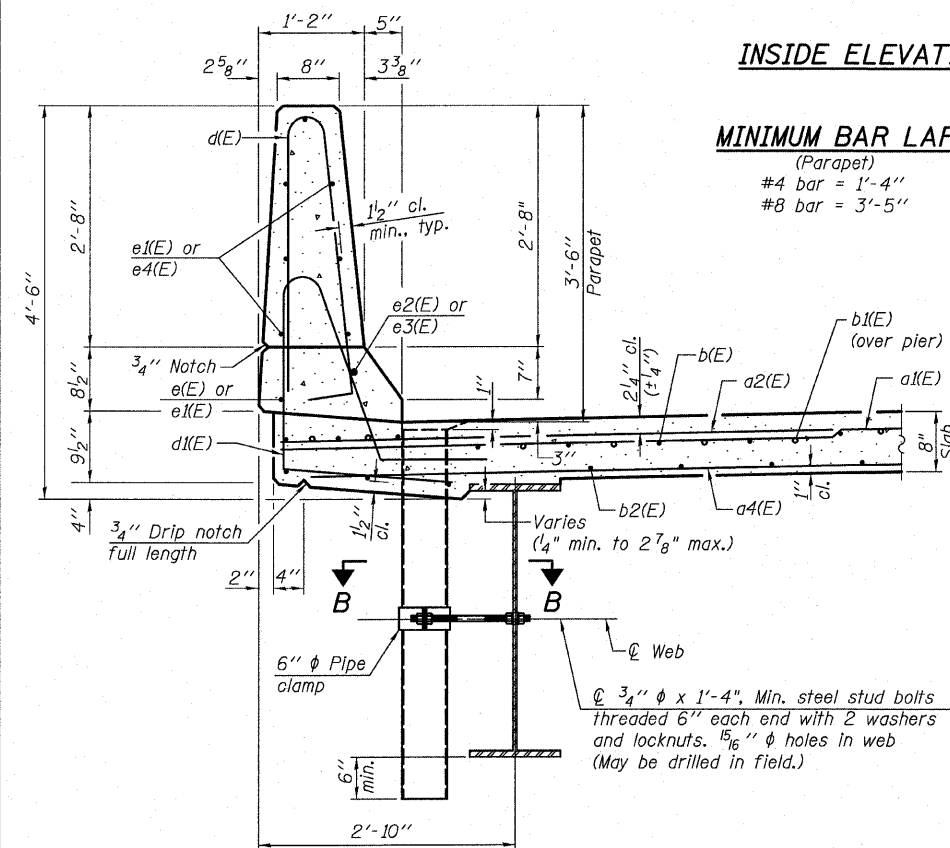 1'-2" 5"
2 5/8" 8" 3 3/8"
INSIDE ELEVAT
MINIMUM BAR LAP
(Parapet)
#4 bar = 1'-4"
#8 bar = 3'-5"
d(E)
1 1/2" cl.
min., typ.
2'-8"
2'-8"
3'-6"
Parapet
4'-6"
e1(E) or
e4(E)
e2(E) or
e3(E)
3/4" Notch
8 1/2"
e(E) or
e1(E)
7"
1"
2 1/4" cl.
(± 1/4")
b(E)
a2(E)
b1(E)
(over pier)
a1(E)
9 1/2"
d1(E)
3"
8"
Slab
1"
cl.
4"
3/4" Drip notch
full length
1 1/2"
cl.
Varies
(1/4" min. to 2 7/8" max.)
b2(E)
a4(E)
2" 4"
B B
6" ϕ Pipe
clamp
℄ Web
℄ 3/4" ϕ x 1'-4", Min. steel stud bolts
threaded 6" each end with 2 washers
and locknuts. 15/16" ϕ holes in web
(May be drilled in field.)
6"
min.
2'-10"